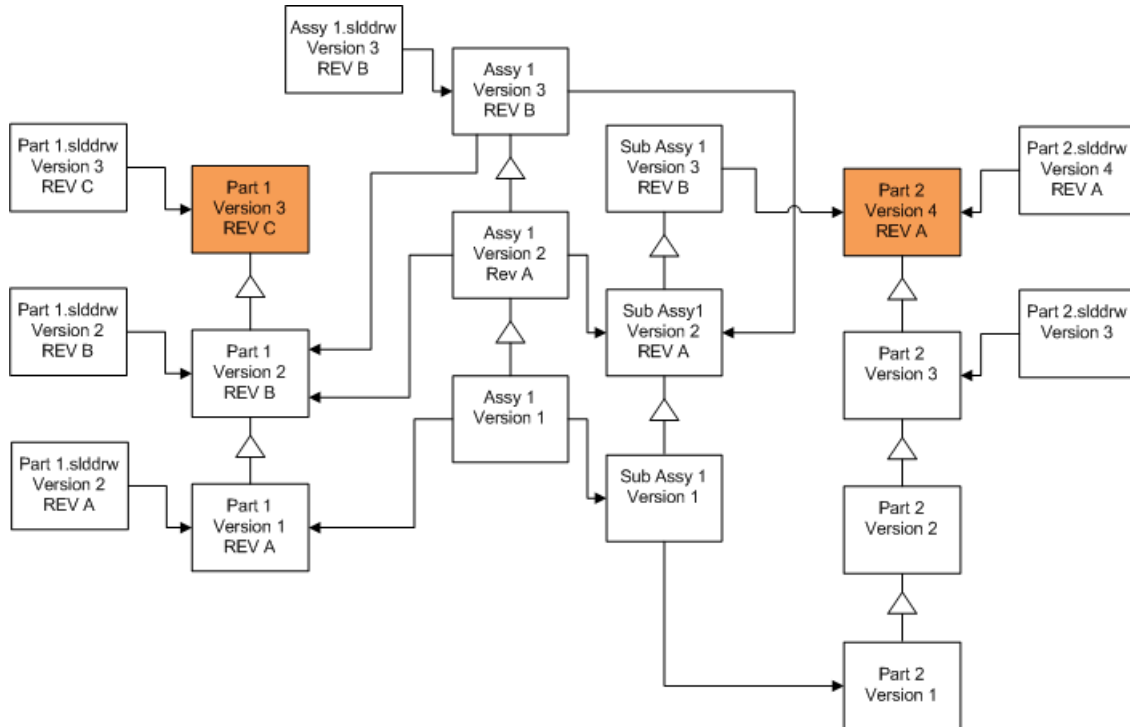 Assy 1.slddrw
Version 3
REV B
Assy 1
Version 3
REV B
Part 1.slddrw
Version 3
REV C
Part 1
Version 3
REV C
Sub Assy 1
Version 3
REV B
Part 2
Version 4
REV A
Part 2.slddrw
Version 4
REV A
Assy 1
Version 2
Rev A
Part 1.slddrw
Version 2
REV B
Part 1
Version 2
REV B
Sub Assy1
Version 2
REV A
Part 2
Version 3
Part 2.slddrw
Version 3
Assy 1
Version 1
Part 1.slddrw
Version 2
REV A
Part 1
Version 1
REV A
Sub Assy 1
Version 1
Part 2
Version 2
Part 2
Version 1